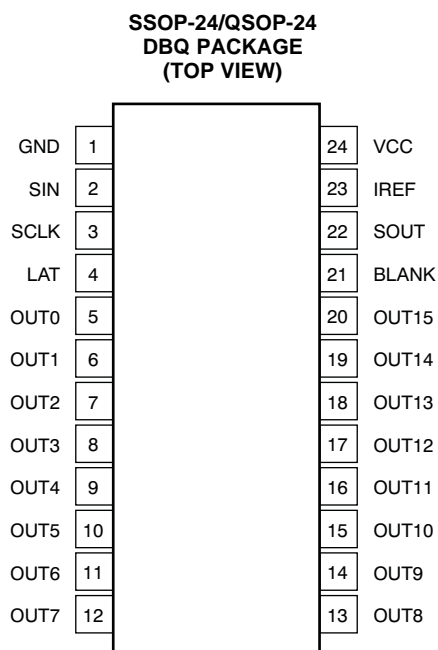 SSOP-24/QSOP-24
DBQ PACKAGE
(TOP VIEW)
GND 1 24 VCC
SIN 2 23 IREF
SCLK 3 22 SOUT
LAT 4 21 BLANK
OUT0 5 20 OUT15
OUT1 6 19 OUT14
OUT2 7 18 OUT13
OUT3 8 17 OUT12
OUT4 9 16 OUT11
OUT5 10 15 OUT10
OUT6 11 14 OUT9
OUT7 12 13 OUT8